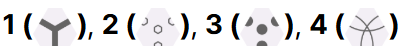 1 ( ), 2 ( ), 3 ( ), 4 ( )